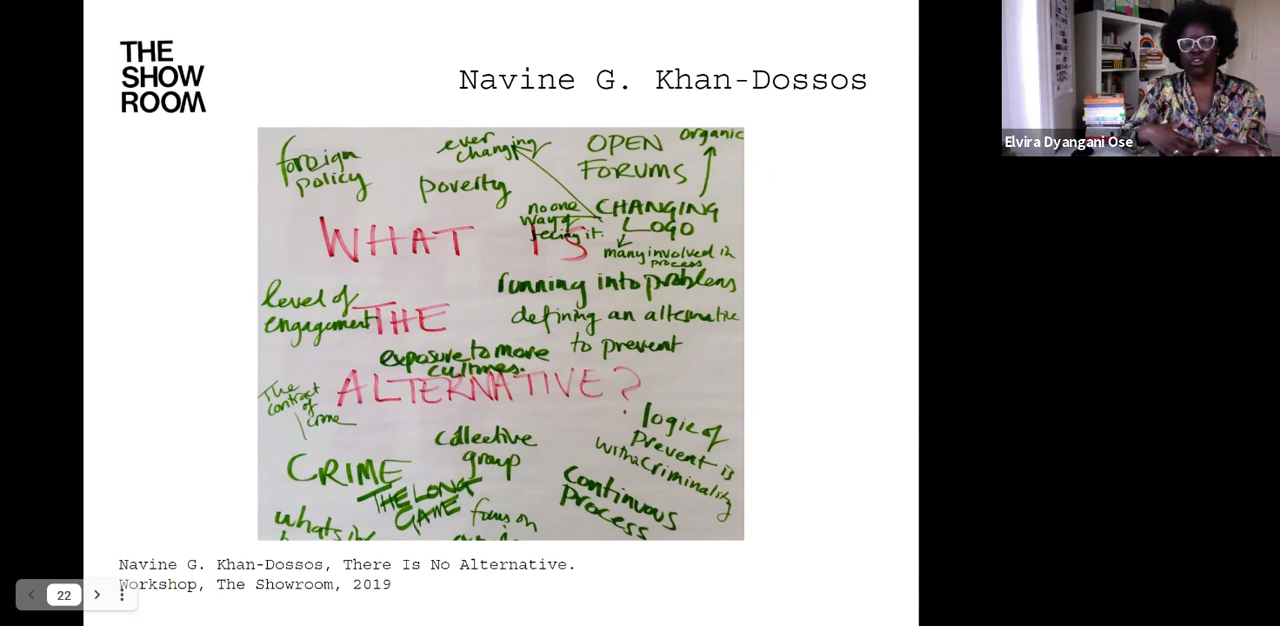 THE
SHOW
ROOM
Navine G. Khan-Dossos
Elvira Dyangani Ose
foreign
policy
ever
changing
poverty
OPEN
FORUMS
organic
no one
way of
seeing it.
CHANGING
LOGO
many involved in
process
WHAT IS
running into problems
defining an alternative
to prevent
level of
engagement
THE
exposure to more
cultures.
ALTERNATIVE?
The
contract
of
crime
logic of
Prevent is
with criminality
collective
group
CRIME
THE LONG
GAME
continuous
process
focus on
Navine G. Khan-Dossos, There Is No Alternative.
Workshop, The Showroom, 2019
22